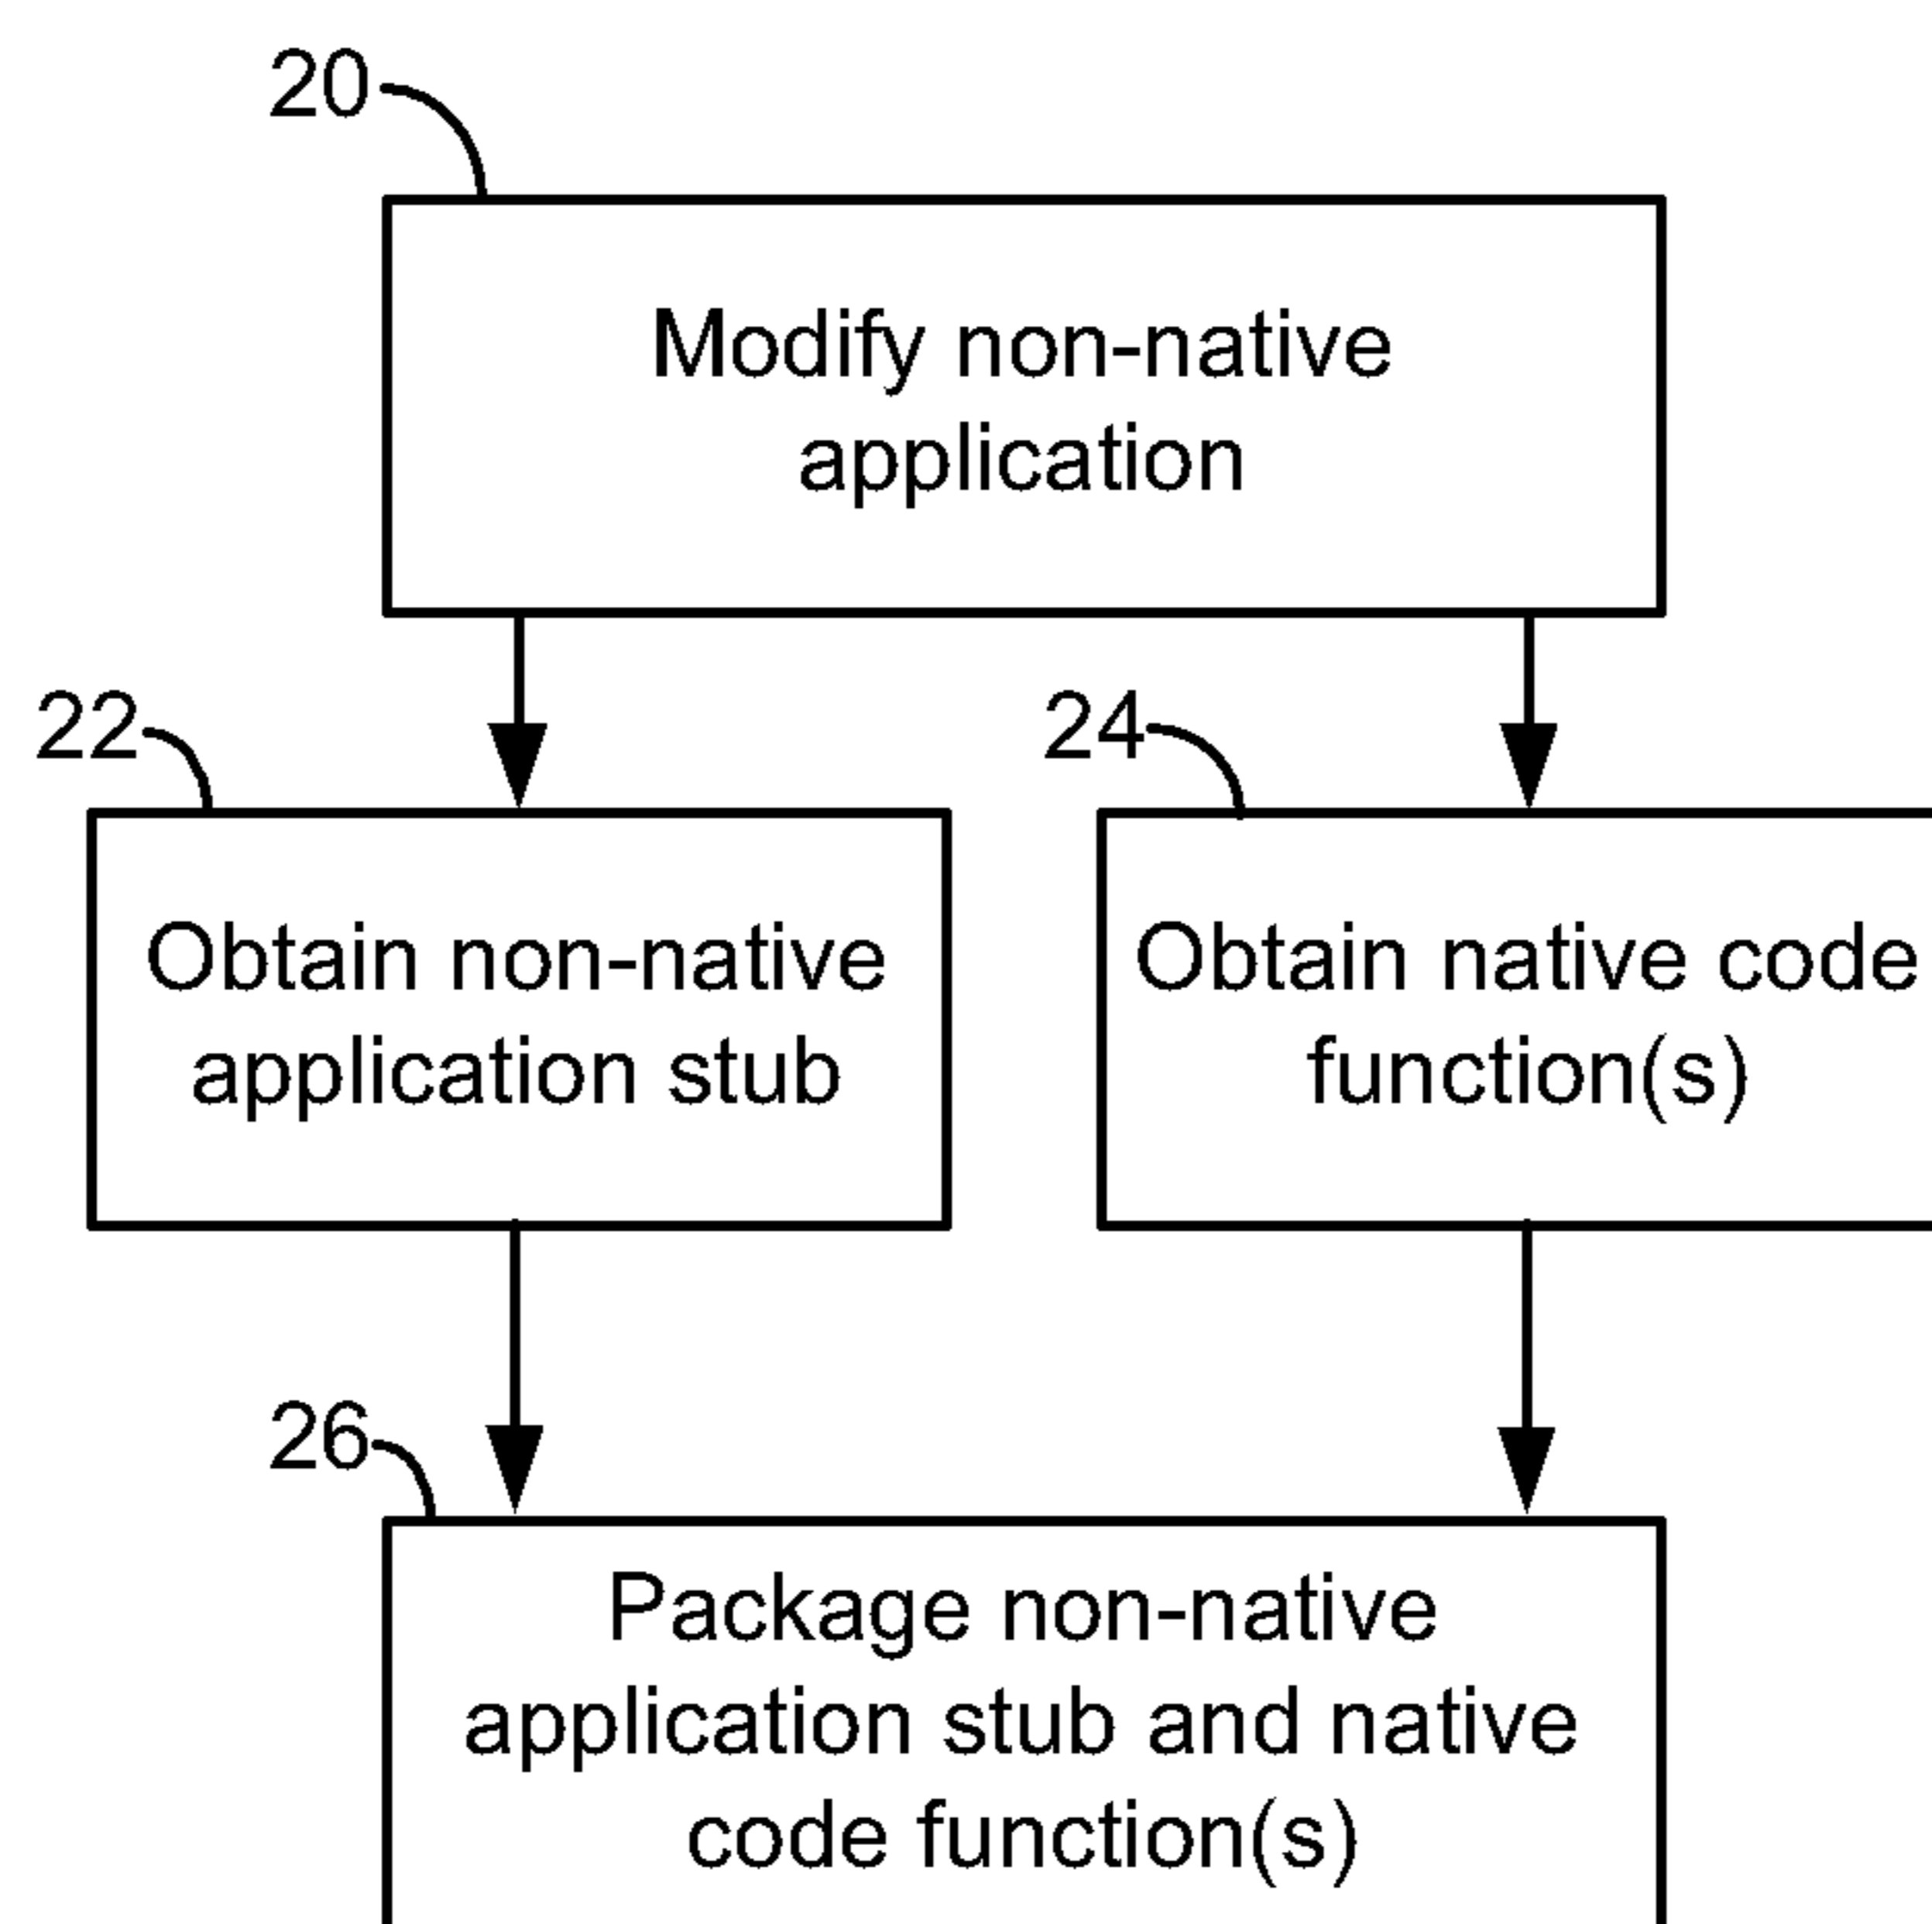 20
Modify non-native
application
22
24
Obtain non-native
application stub
Obtain native code
function(s)
26
Package non-native
application stub and native
code function(s)